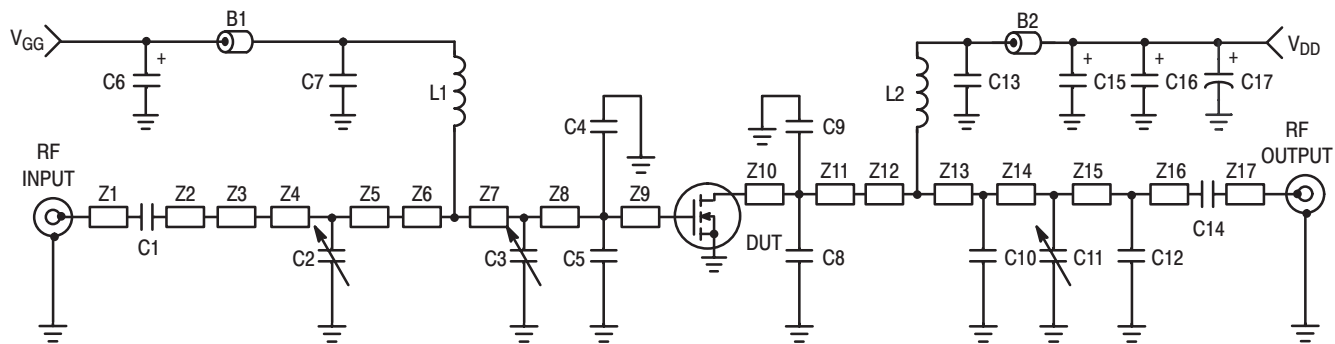 B1
B2
VGG
VDD
C6
+
C7
L1
C4
C9
L2
C13
+
C15
+
C16
+
C17
RF
INPUT
RF
OUTPUT
Z1
Z2
Z3
Z4
Z5
Z6
Z7
Z8
Z9
Z10
Z11
Z12
Z13
Z14
Z15
Z16
Z17
C1
C2
C3
C5
DUT
C8
C10
C11
C12
C14